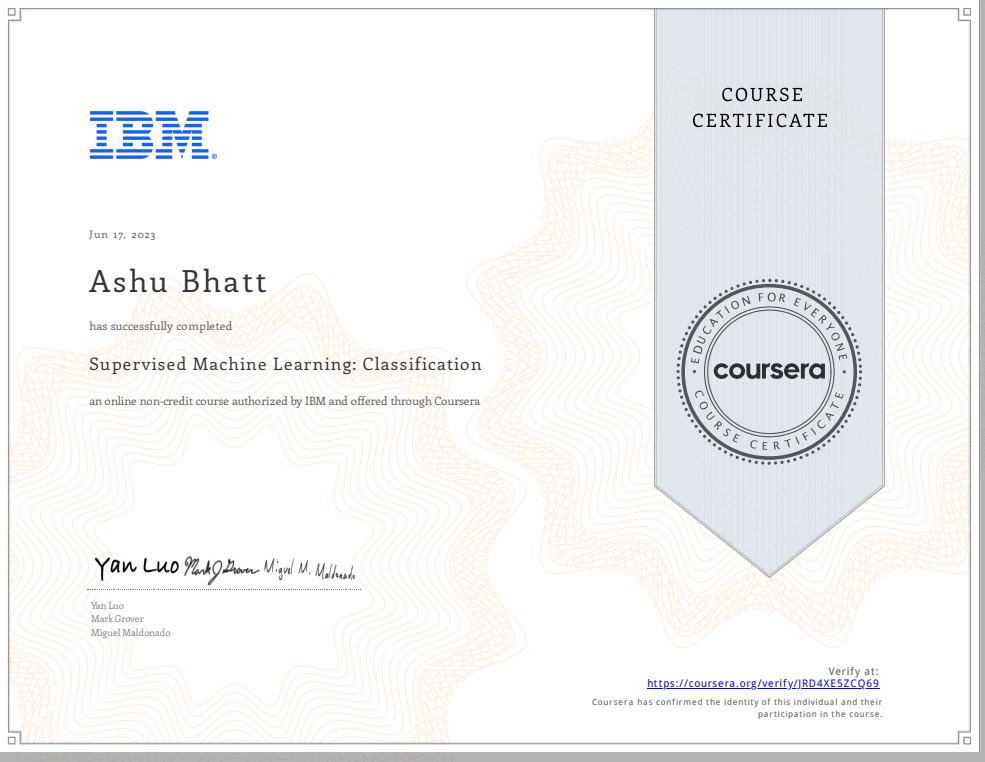 IBM®
COURSE
CERTIFICATE
Jun 17, 2023
Ashu Bhatt
has successfully completed
Supervised Machine Learning: Classification
an online non-credit course authorized by IBM and offered through Coursera
EDUCATION FOR EVERYONE
coursera
COURSE CERTIFICATE
Yan Luo Mark J Grover Miguel M. Maldonado
Yan Luo
Mark Grover
Miguel Maldonado
Verify at:
https://coursera.org/verify/JRD4XE5ZCQ69
Coursera has confirmed the identity of this individual and their
participation in the course.